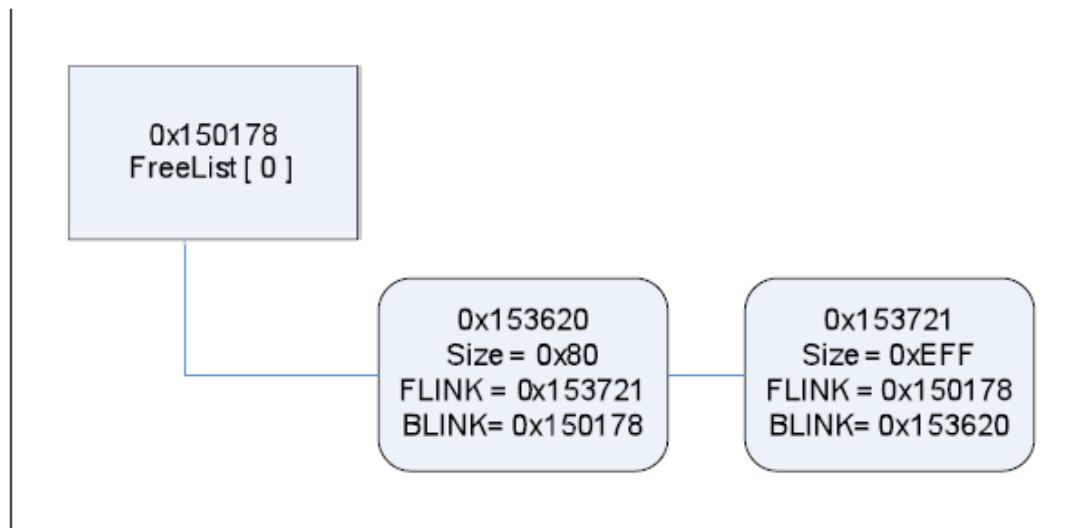 0x150178
FreeList [ 0 ]
0x153620
Size = 0x80
FLINK = 0x153721
BLINK= 0x150178
0x153721
Size = 0xEFF
FLINK = 0x150178
BLINK= 0x153620